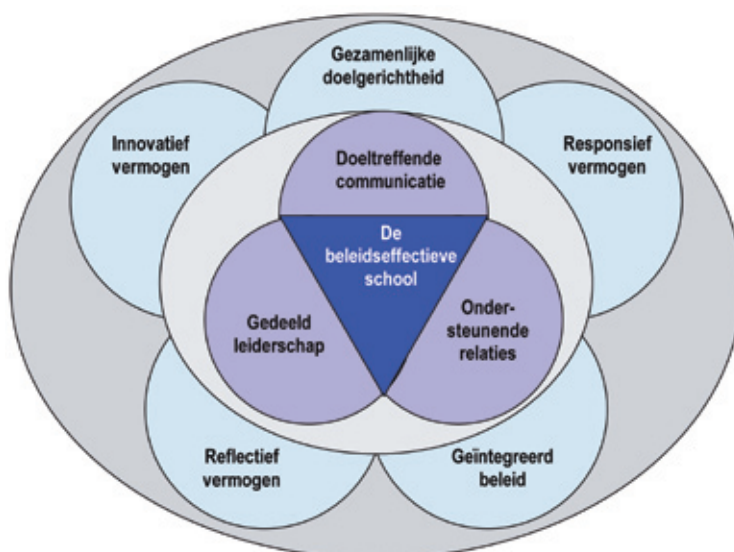 Gezamenlijke
doelgerichtheid
Innovatief
vermogen
Responsief
vermogen
Doeltreffende
communicatie
De
beleidseffectieve
school
Gedeeld
leiderschap
Onder-
steunende
relaties
Reflectief
vermogen
Geïntegreerd
beleid